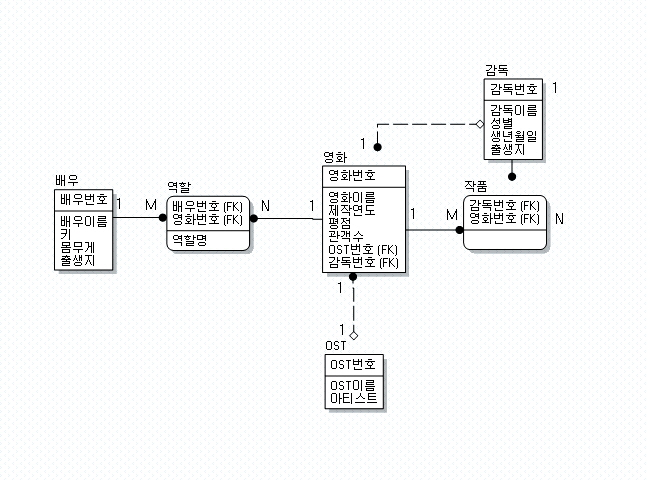 감독
감독번호
1
감독이름
성별
생년월일
출생지
1
영화
영화번호
영화이름
제작연도
평점
관객수
OST번호 (FK)
감독번호 (FK)
배우
배우번호
배우이름
키
몸무게
출생지
1
M
역할
배우번호 (FK)
영화번호 (FK)
역할명
N
1
1
M
작품
감독번호 (FK)
영화번호 (FK)
N
1
1
OST
OST번호
OST이름
아티스트